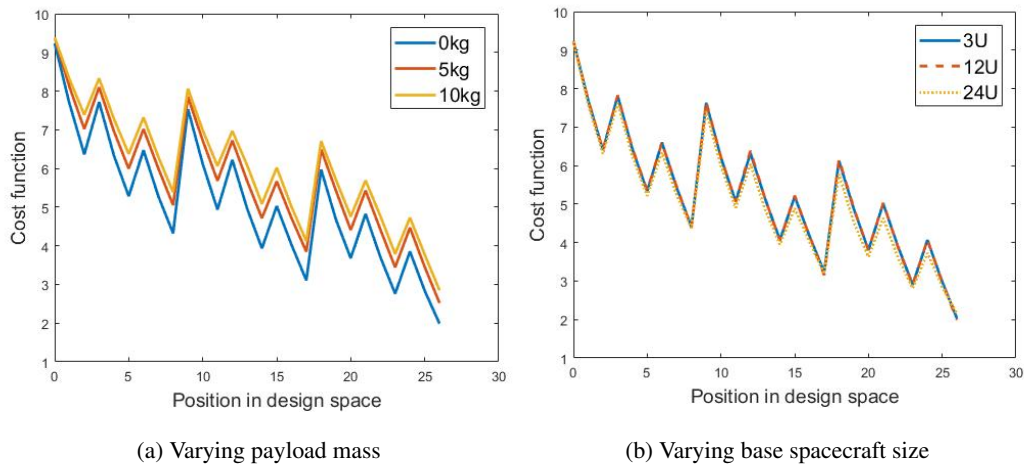 10
9
8
7
6
5
4
3
2
1
Cost function
0 5 10 15 20 25 30
Position in design space
0kg
5kg
10kg
(a) Varying payload mass
10
9
8
7
6
5
4
3
2
1
Cost function
0 5 10 15 20 25 30
Position in design space
3U
12U
24U
(b) Varying base spacecraft size